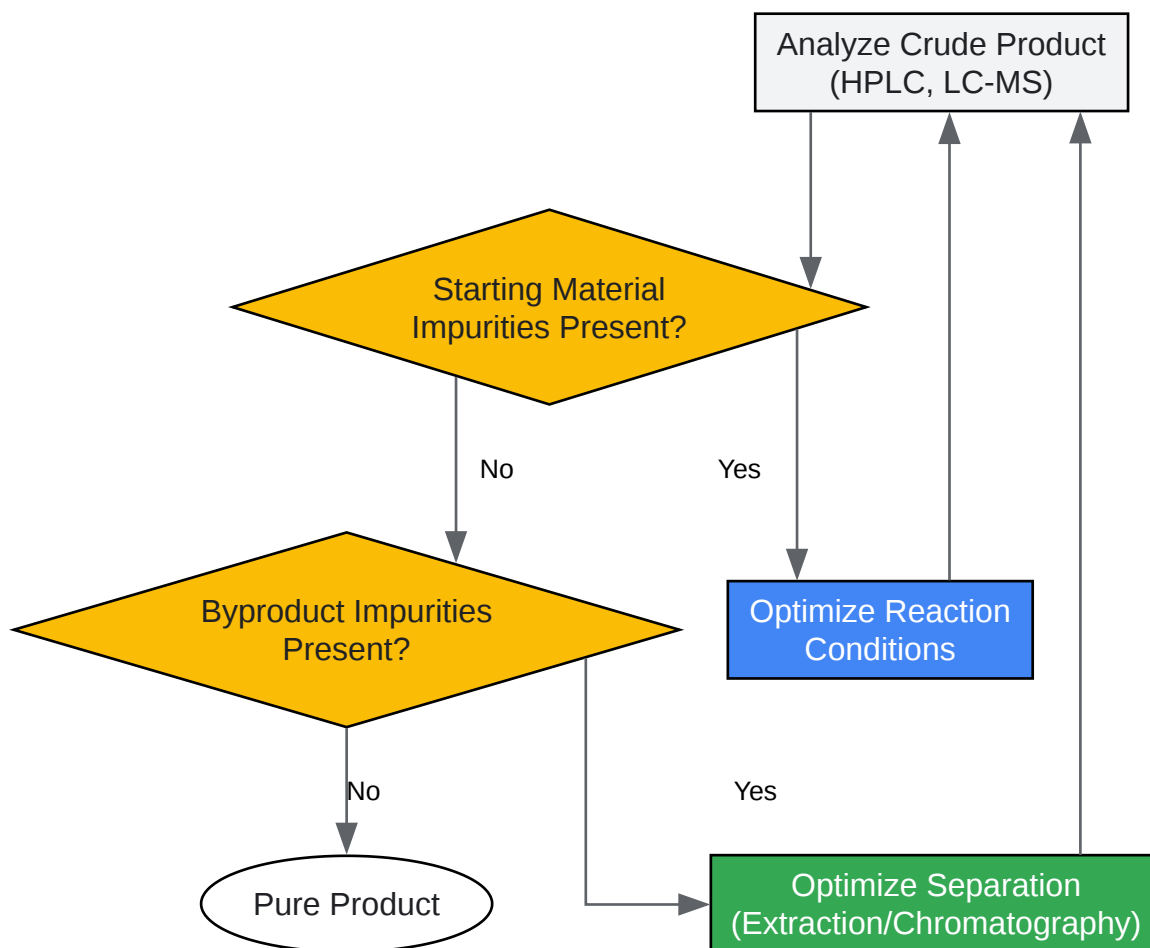 Analyze Crude Product
(HPLC, LC-MS)
Starting Material
Impurities Present?
No
Yes
Byproduct Impurities
Present?
Optimize Reaction
Conditions
No
Yes
Pure Product
Optimize Separation
(Extraction/Chromatography)